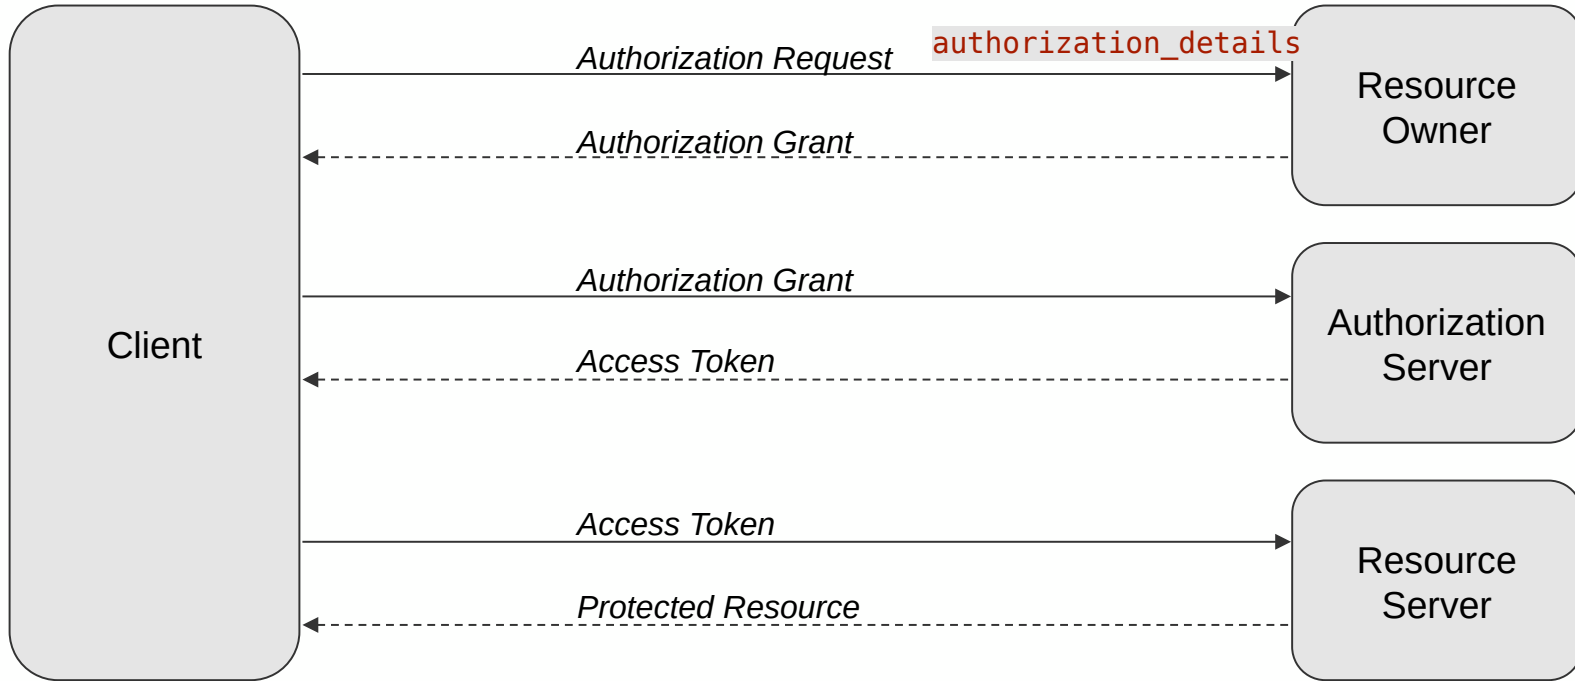 Client
Authorization Request
authorization_details
Authorization Grant
Resource
Owner
Authorization Grant
Access Token
Authorization
Server
Access Token
Protected Resource
Resource
Server